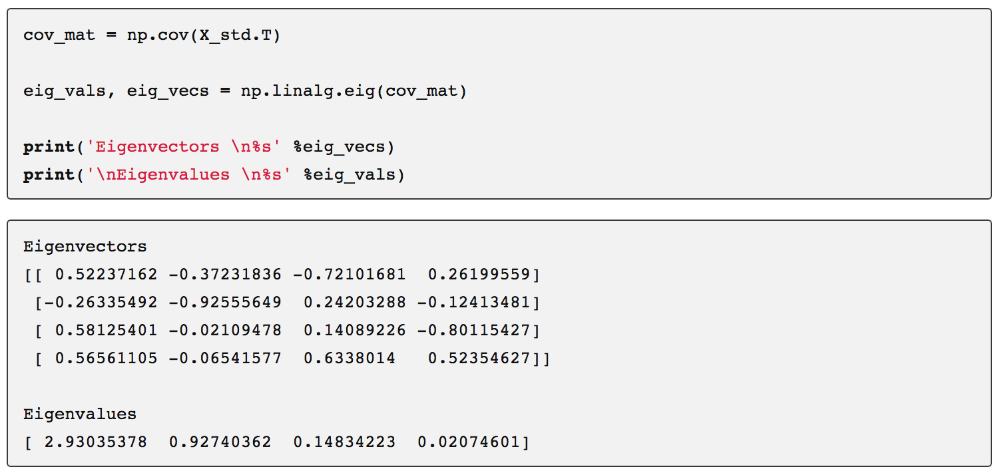 cov_mat = np.cov(X_std.T)
eig_vals, eig_vecs = np.linalg.eig(cov_mat)
print('Eigenvectors \n%s' %eig_vecs)
print('\nEigenvalues \n%s' %eig_vals)
Eigenvectors
[[ 0.52237162 -0.37231836 -0.72101681  0.26199559]
 [-0.26335492 -0.92555649  0.24203288 -0.12413481]
 [ 0.58125401 -0.02109478  0.14089226 -0.80115427]
 [ 0.56561105 -0.06541577  0.6338014   0.52354627]]
Eigenvalues
[ 2.93035378  0.92740362  0.14834223  0.02074601]